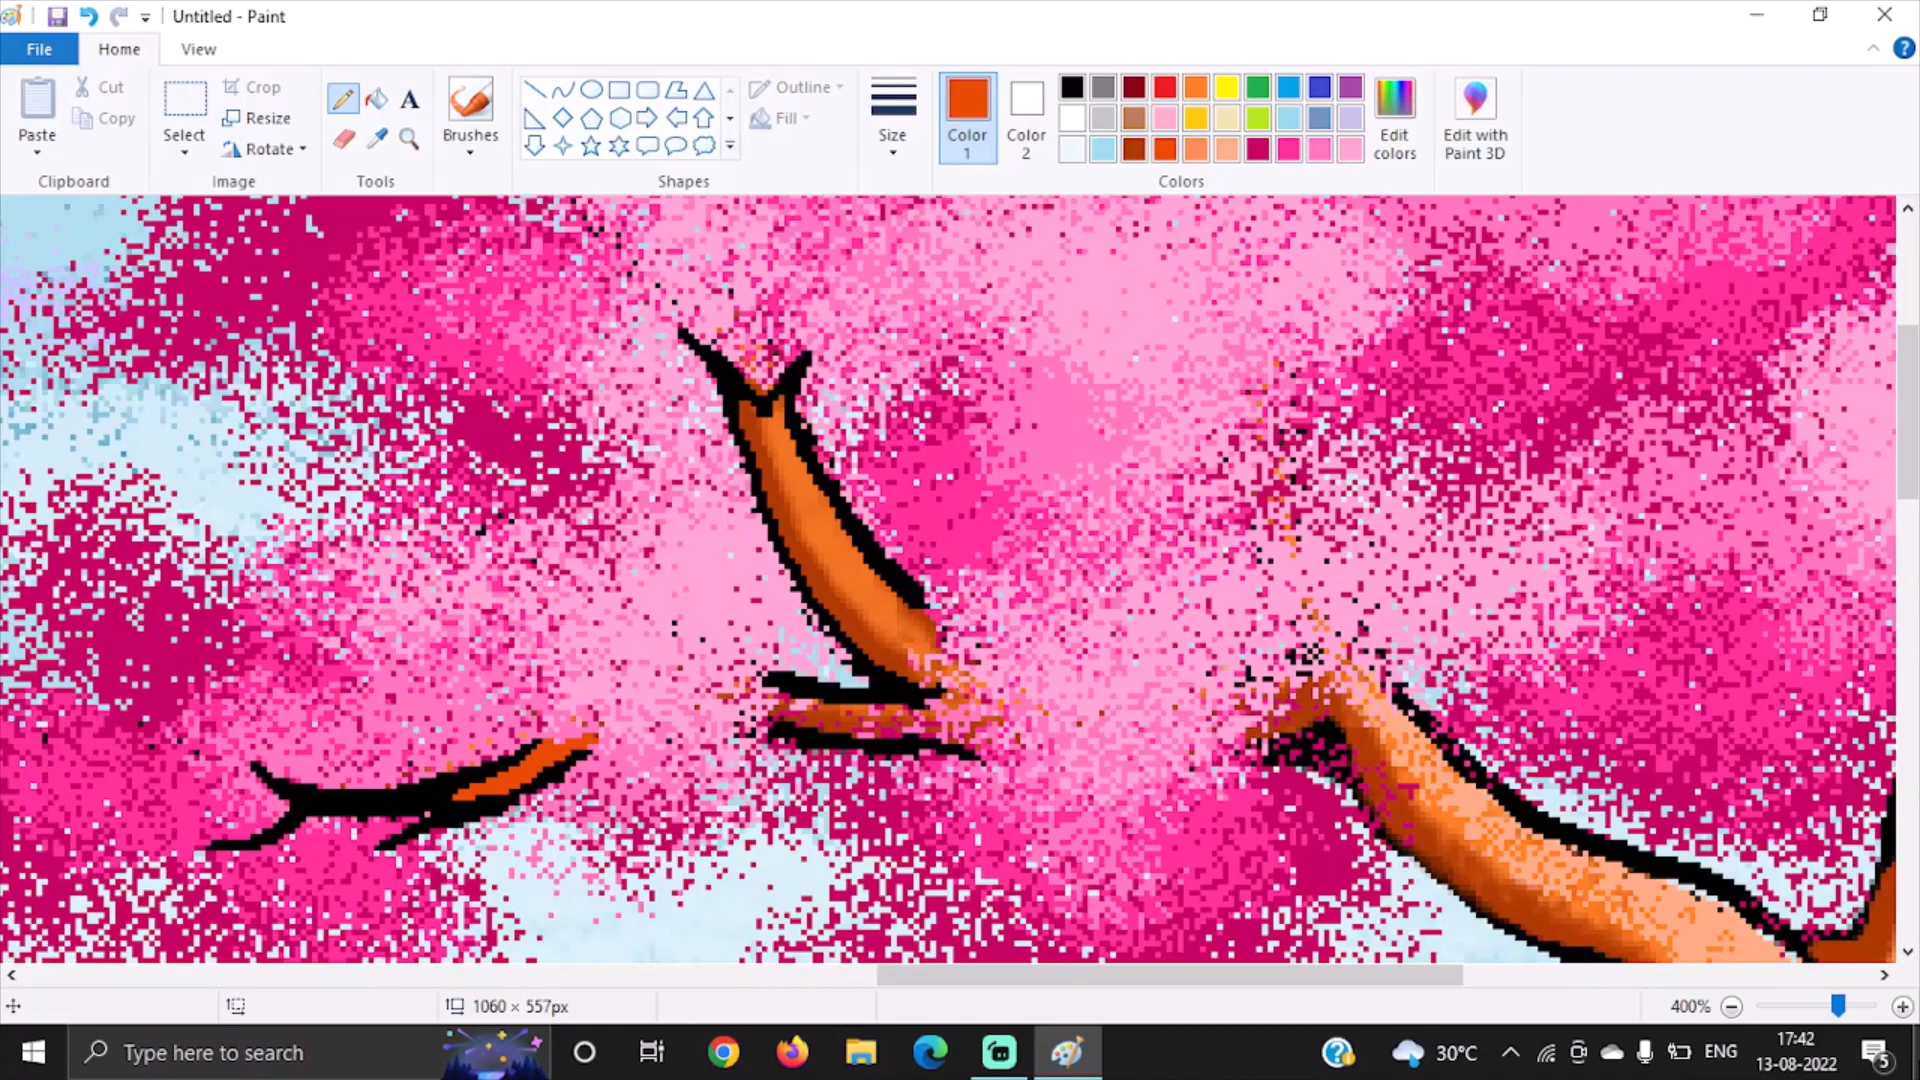 Untitled - Paint
File Home View
Paste
Cut
Copy
Clipboard
Select
Crop
Resize
Rotate
Image
A
Tools
Brushes
Outline
Fill
Shapes
Size
Color 1
Color 2
Edit colors
Edit with Paint 3D
Colors
1060 × 557px
400%
Type here to search
30°C
ENG
17:42
13-08-2022
5